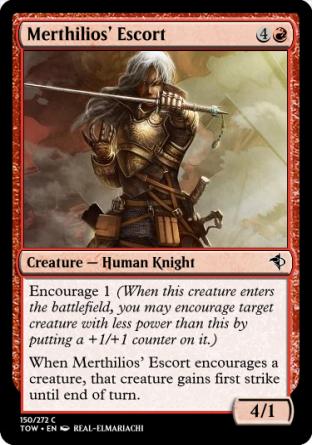 Merthilios' Escort 4
Creature — Human Knight
Encourage 1 (When this creature enters
the battlefield, you may encourage target
creature with less power than this by
putting a +1/+1 counter on it.)
When Merthilios' Escort encourages a
creature, that creature gains first strike
until end of turn.
4/1
150/272 C
TOW • EN REAL-ELMARIACHI